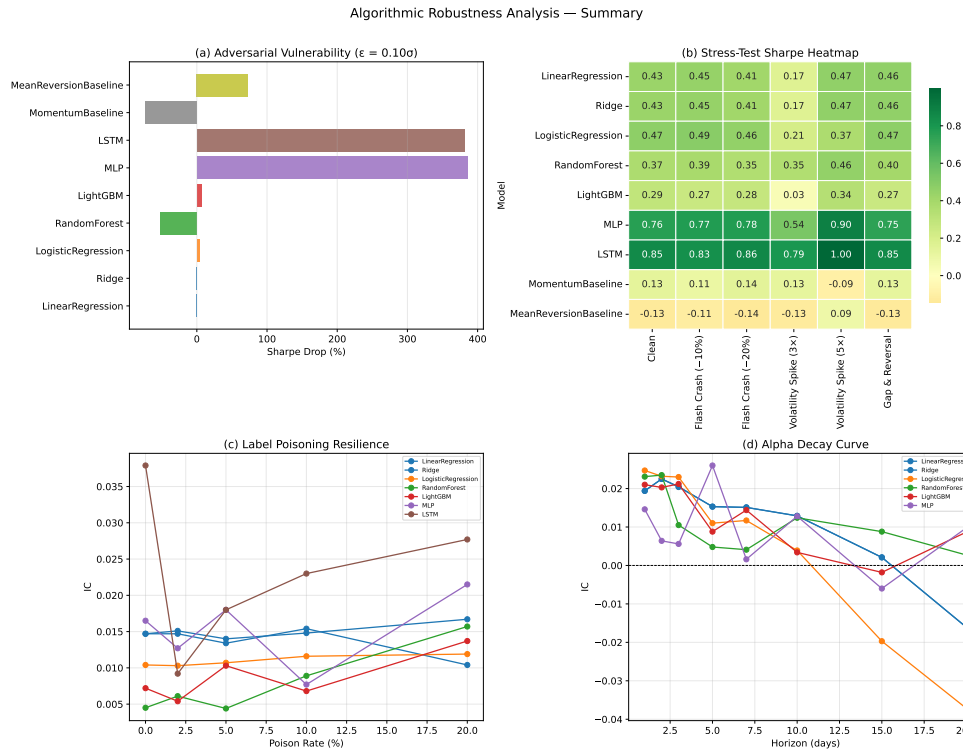 Algorithmic Robustness Analysis — Summary
(a) Adversarial Vulnerability (ε = 0.10σ)
MeanReversionBaseline
MomentumBaseline
LSTM
MLP
LightGBM
RandomForest
LogisticRegression
Ridge
LinearRegression
0 100 200 300 400
Sharpe Drop (%)
(b) Stress-Test Sharpe Heatmap
Model
LinearRegression 0.43 0.45 0.41 0.17 0.47 0.46
Ridge 0.43 0.45 0.41 0.17 0.47 0.46
LogisticRegression 0.47 0.49 0.46 0.21 0.37 0.47
RandomForest 0.37 0.39 0.35 0.35 0.46 0.40
LightGBM 0.29 0.27 0.28 0.03 0.34 0.27
MLP 0.76 0.77 0.78 0.54 0.90 0.75
LSTM 0.85 0.83 0.86 0.79 1.00 0.85
MomentumBaseline 0.13 0.11 0.14 0.13 -0.09 0.13
MeanReversionBaseline -0.13 -0.11 -0.14 -0.13 0.09 -0.13
Clean
Flash Crash (−10%)
Flash Crash (−20%)
Volatility Spike (3×)
Volatility Spike (5×)
Gap & Reversal
0.8
0.6
0.4
0.2
0.0
(c) Label Poisoning Resilience
IC
0.035
0.030
0.025
0.020
0.015
0.010
0.005
LinearRegression
Ridge
LogisticRegression
RandomForest
LightGBM
MLP
LSTM
0.0 2.5 5.0 7.5 10.0 12.5 15.0 17.5 20.0
Poison Rate (%)
(d) Alpha Decay Curve
IC
0.02
0.01
0.00
−0.01
−0.02
−0.03
−0.04
LinearRegres
Ridge
LogisticRegre
RandomForest
LightGBM
MLP
2.5 5.0 7.5 10.0 12.5 15.0 17.5 20
Horizon (days)